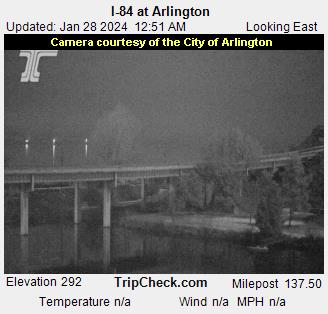 I-84 at Arlington
Updated: Jan 28 2024 12:51 AM Looking East
Camera courtesy of the City of Arlington
Elevation 292 TripCheck.com Milepost 137.50
Temperature n/a Wind n/a MPH n/a